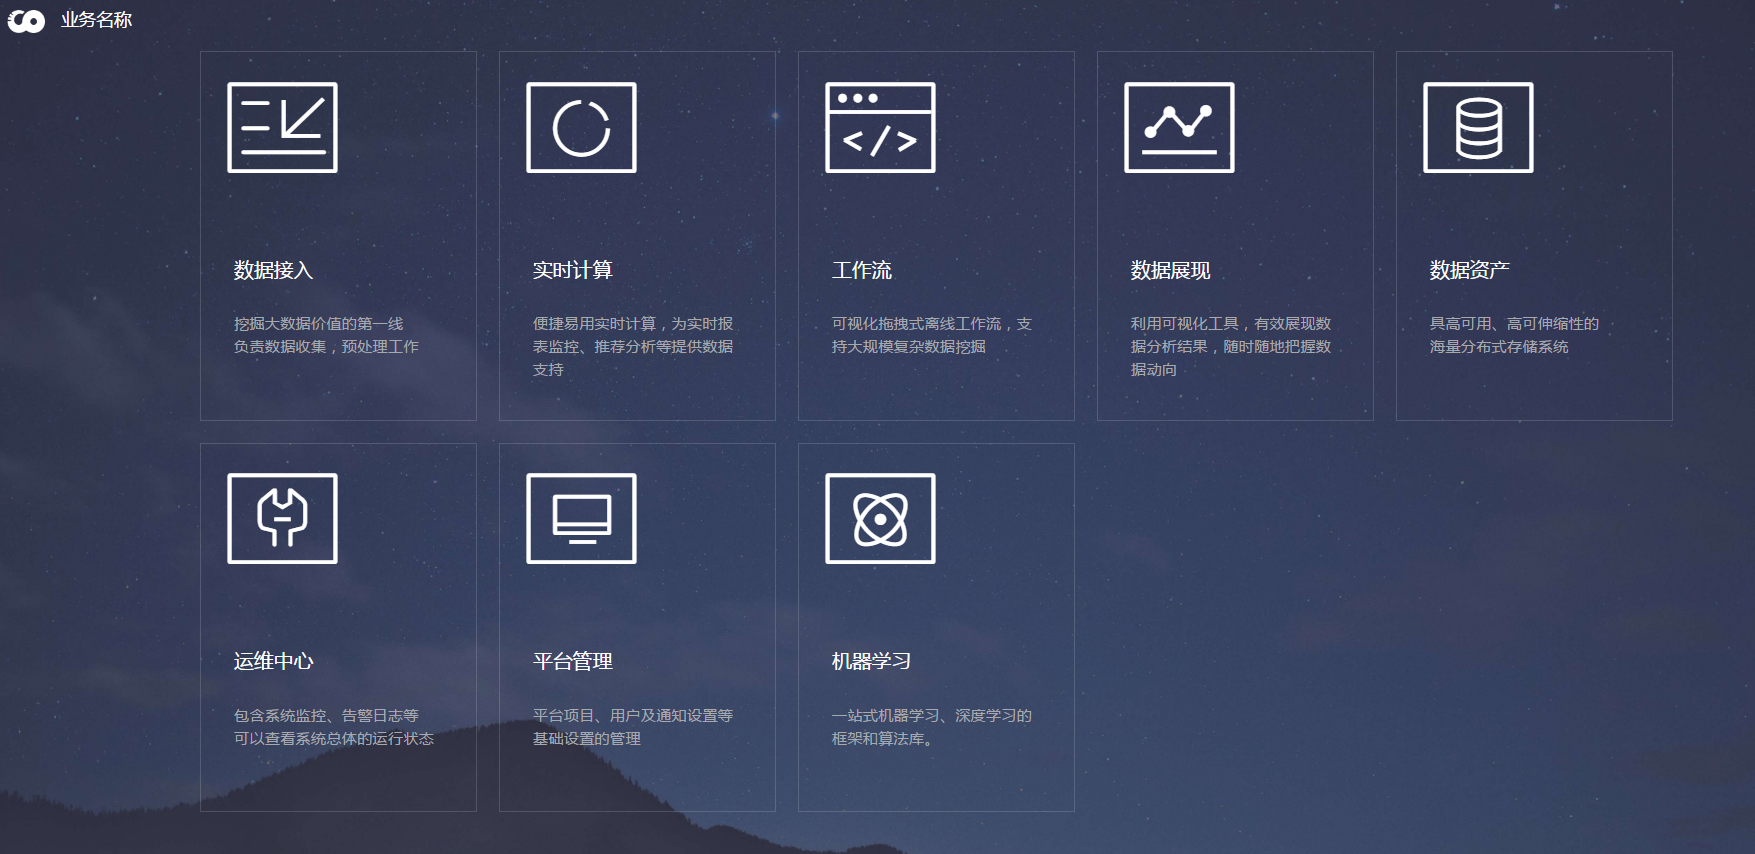 业务名称
数据接入
挖掘大数据价值的第一线
负责数据收集，预处理工作
实时计算
便捷易用实时计算，为实时报
表监控、推荐分析等提供数据
支持
工作流
可视化拖拽式离线工作流，支
持大规模复杂数据挖掘
数据展现
利用可视化工具，有效展现数
据分析结果，随时随地把握数
据动向
数据资产
具高可用、高可伸缩性的
海量分布式存储系统
运维中心
包含系统监控、告警日志等
可以查看系统总体的运行状态
平台管理
平台项目、用户及通知设置等
基础设置的管理
机器学习
一站式机器学习、深度学习的
框架和算法库。